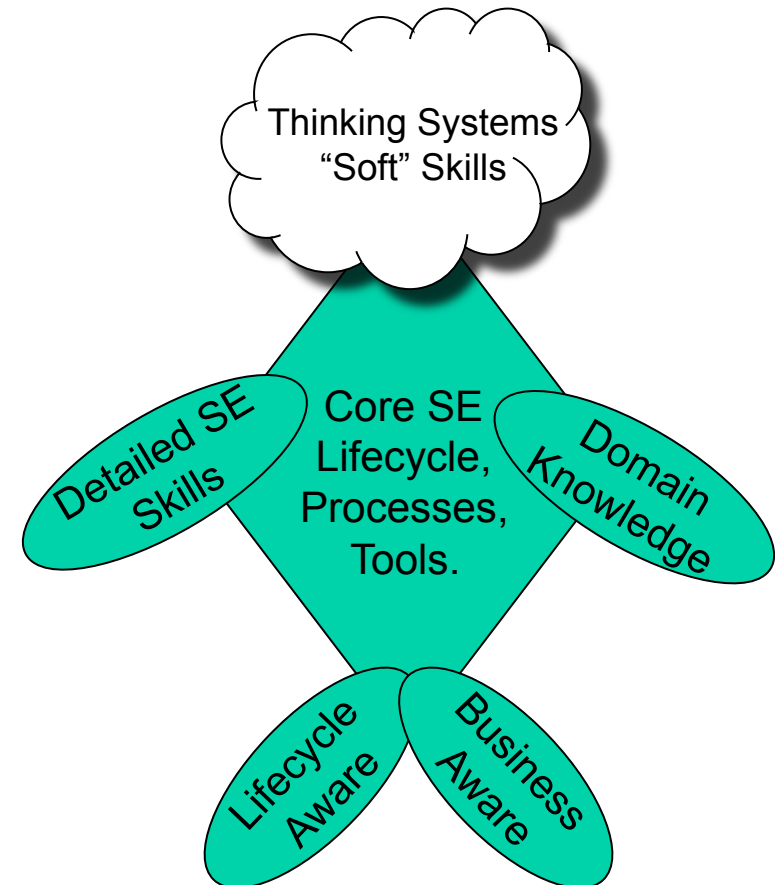 Thinking Systems
“Soft” Skills
Detailed SE
Skills
Core SE
Lifecycle,
Processes,
Tools.
Domain
Knowledge
Lifecycle
Aware
Business
Aware